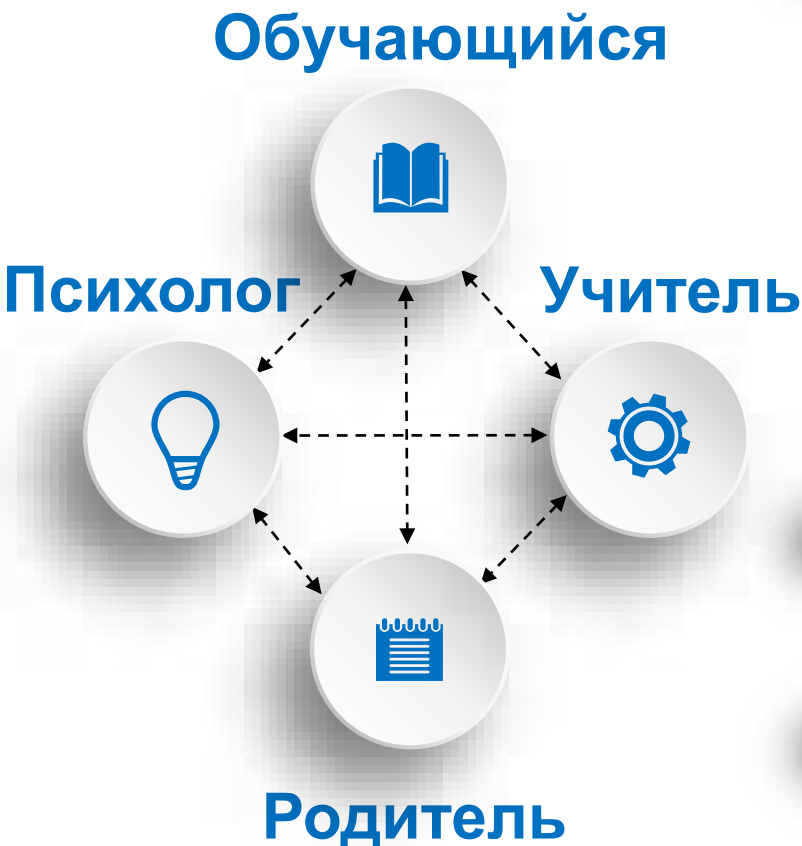 Обучающийся
Психолог
Учитель
Родитель